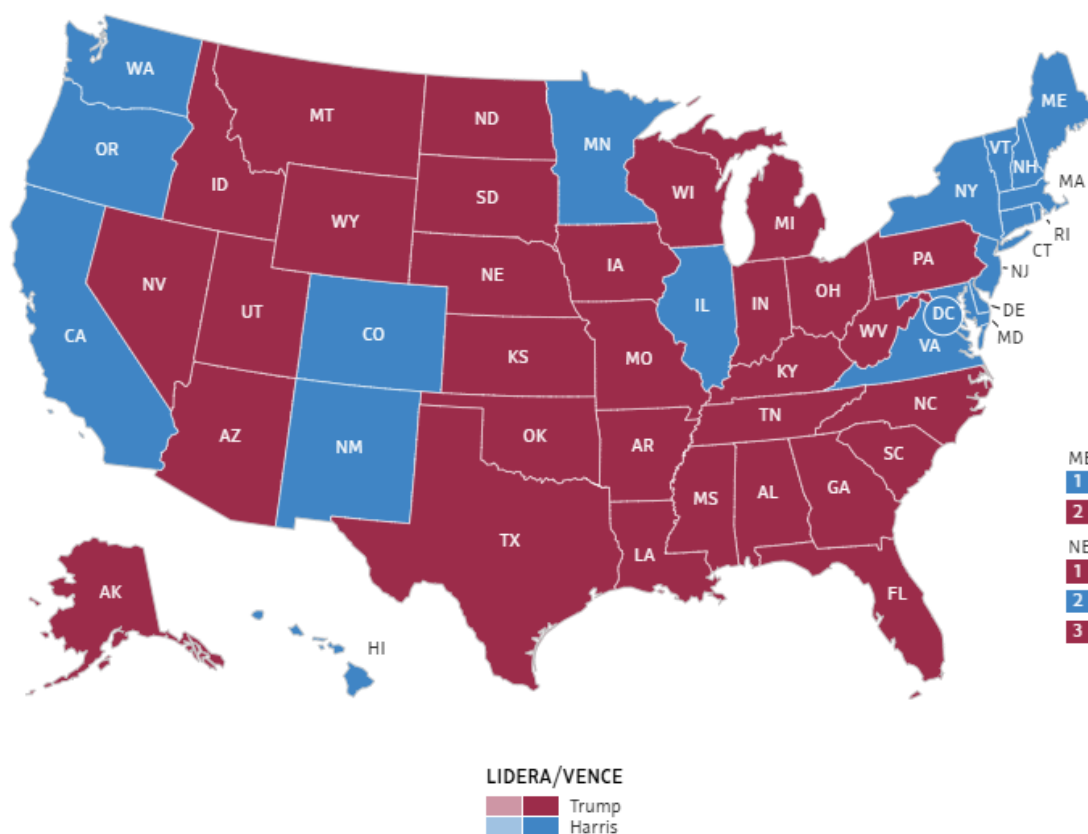 WA
MT
ND
MN
ME
OR
VT
NH
ID
SD
WI
NY
MA
WY
MI
RI
CT
IA
PA
NE
NJ
NV
UT
IL
IN
OH
DE
DC
MD
CA
CO
WV
VA
KS
MO
KY
NC
AZ
NM
OK
TN
AR
SC
MS
AL
GA
TX
LA
AK
FL
HI
ME
1
2
NE
1
2
3
LIDERA/VENCE
Trump
Harris